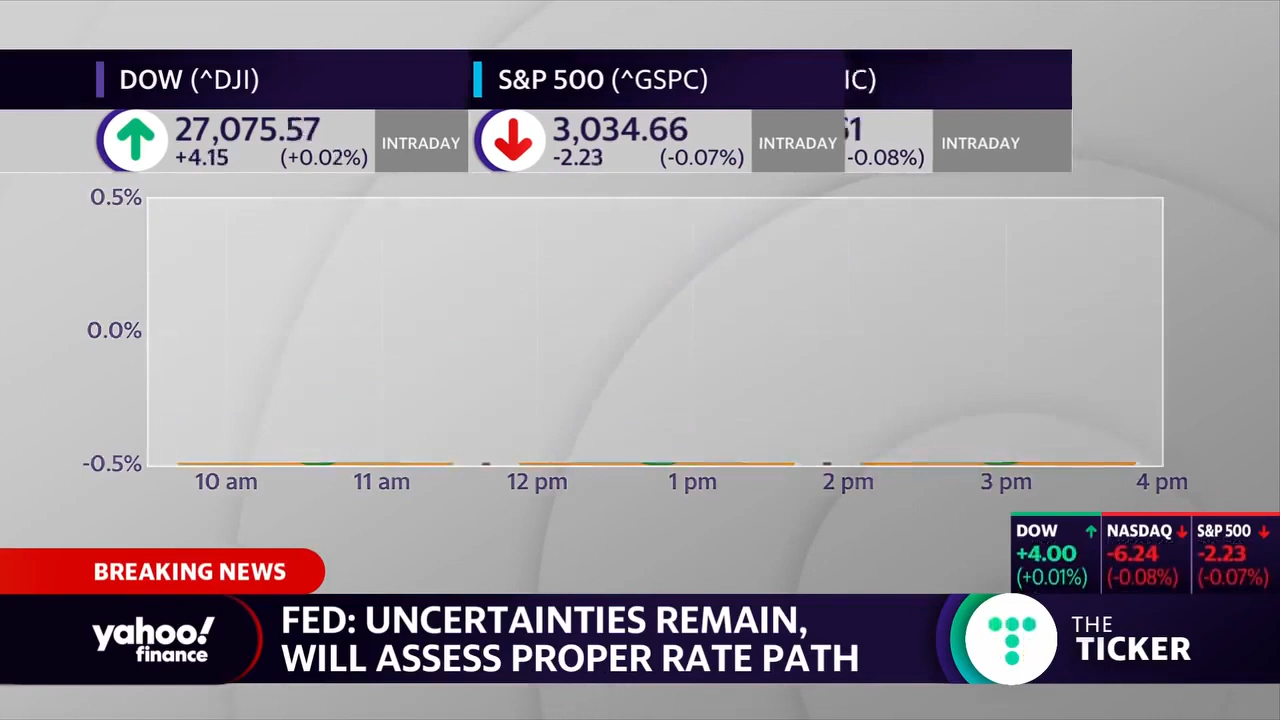 DOW (^DJI)
S&P 500 (^GSPC)
IC)
27,075.57
+4.15 (+0.02%)
INTRADAY
3,034.66
-2.23 (-0.07%)
INTRADAY
-0.08%)
INTRADAY
0.5%
0.0%
-0.5%
10 am 11 am 12 pm 1 pm 2 pm 3 pm 4 pm
DOW
+4.00
(+0.01%)
NASDAQ
-6.24
(-0.08%)
S&P 500
-2.23
(-0.07%)
BREAKING NEWS
yahoo!
finance
FED: UNCERTAINTIES REMAIN,
WILL ASSESS PROPER RATE PATH
THE
TICKER